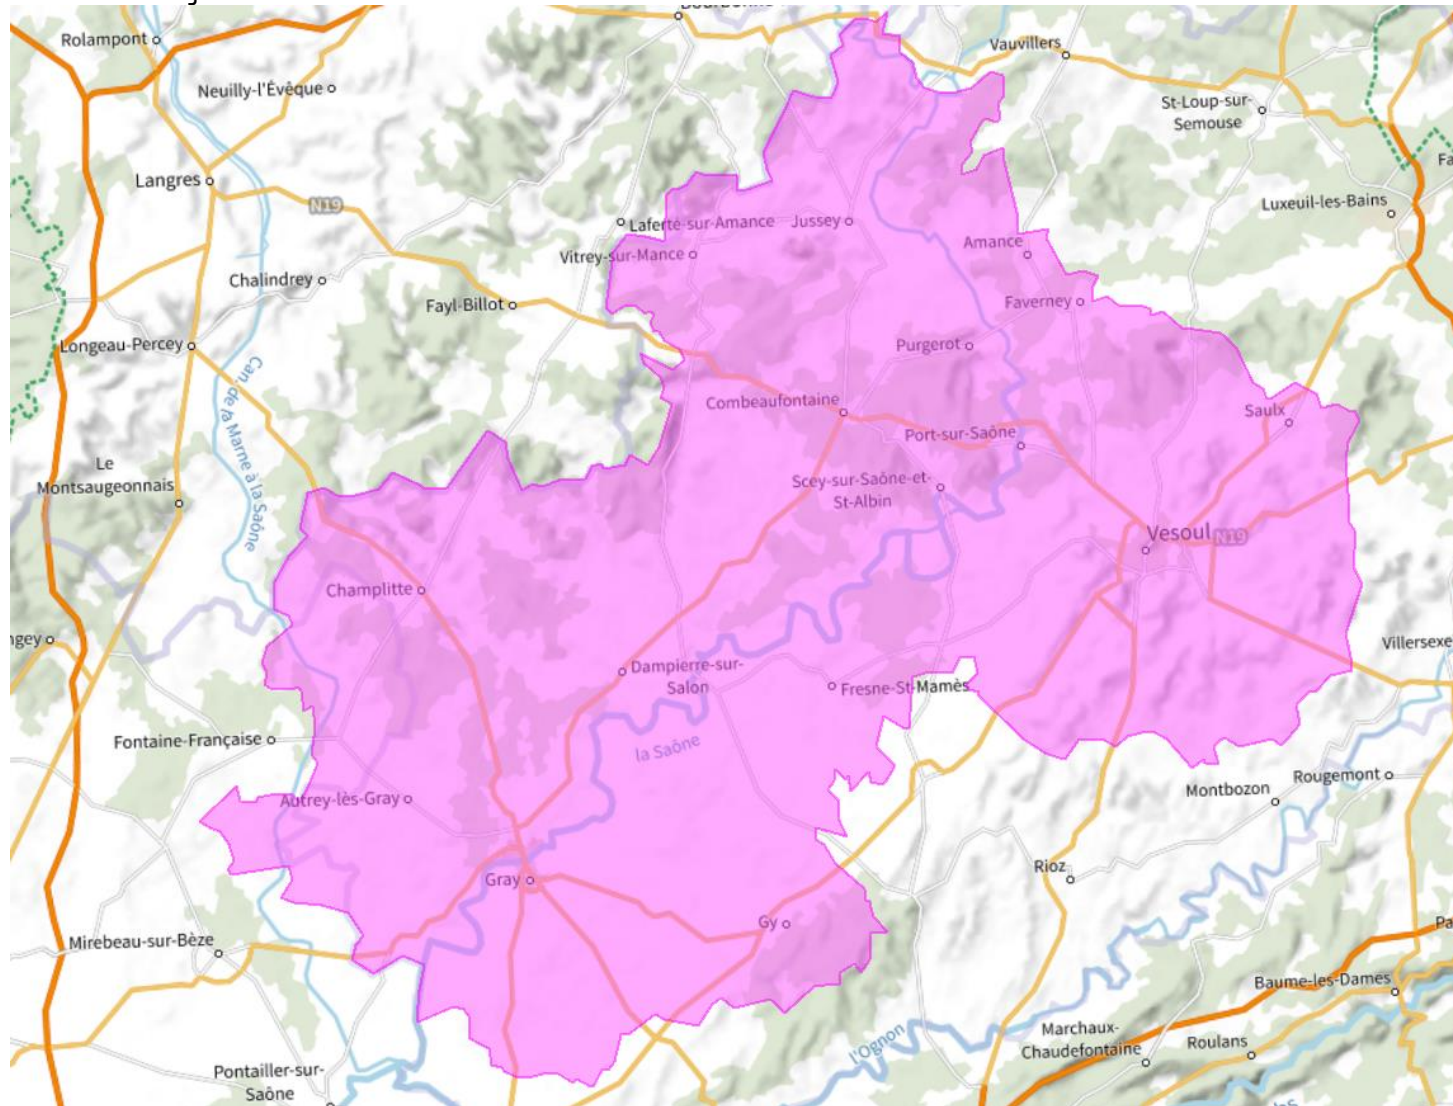 Rolampont
Vauvillers
Neuilly-l'Évêque
St-Loup-sur-
Semouse
Langres
N19
Luxeuil-les-Bains
Laferté-sur-Amance
Jussey
Amance
Vitrey-sur-Mance
Chalindrey
Fayl-Billot
Faverney
Longeau-Percey
Purgerot
Can. de la Marne à la Saône
Combeaufontaine
Saulx
Port-sur-Saône
Le
Montsaugeonnais
Scey-sur-Saône-et-
St-Albin
Vesoul
N19
Champlitte
ngey
Villersexe
Dampierre-sur-
Salon
Fresne-St-Mamès
Fontaine-Française
la Saône
Rougemont
Montbozon
Autrey-lès-Gray
Rioz
Gray
Gy
Pa
Mirebeau-sur-Bèze
Baume-les-Dames
l'Ognon
Marchaux-
Chaudefontaine
Roulans
Pontailler-sur-
Saône
Fa